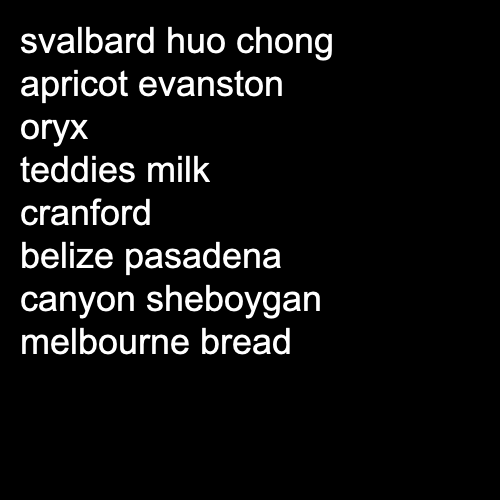 svalbard huo chong
apricot evanston
oryx
teddies milk
cranford
belize pasadena
canyon sheboygan
melbourne bread